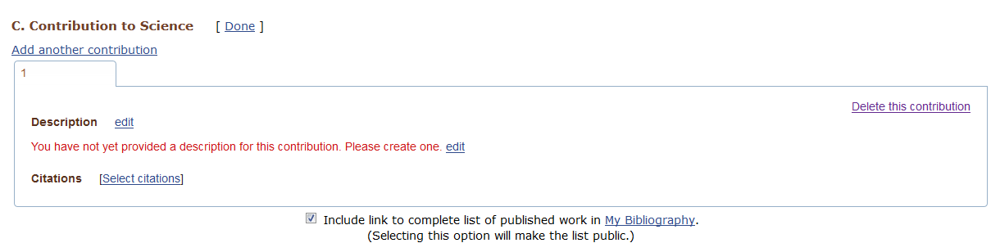 C. Contribution to Science [ Done ]
Add another contribution
1
Delete this contribution
Description edit
You have not yet provided a description for this contribution. Please create one. edit
Citations [Select citations]
Include link to complete list of published work in My Bibliography.
(Selecting this option will make the list public.)